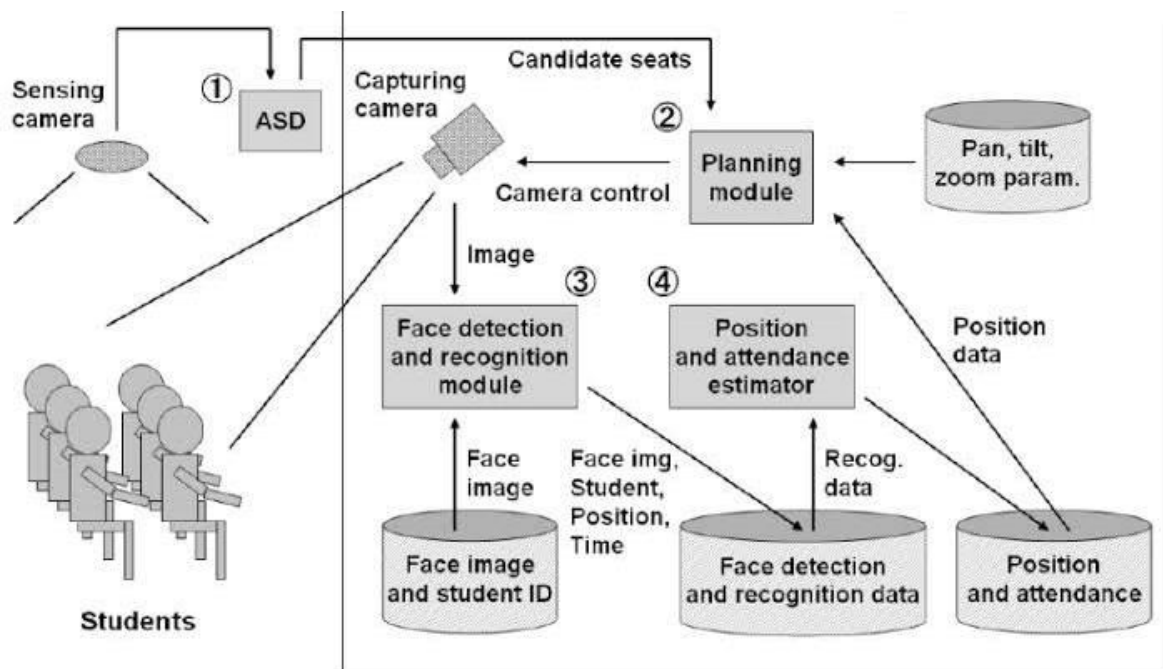 Sensing
camera
①
ASD
Capturing
camera
Candidate seats
②
Planning
module
Camera control
Pan, tilt,
zoom param.
Image
③
Face detection
and recognition
module
④
Position
and attendance
estimator
Position
data
Face
image
Face img,
Student,
Position,
Time
Recog.
data
Face image
and student ID
Face detection
and recognition data
Position
and attendance
Students